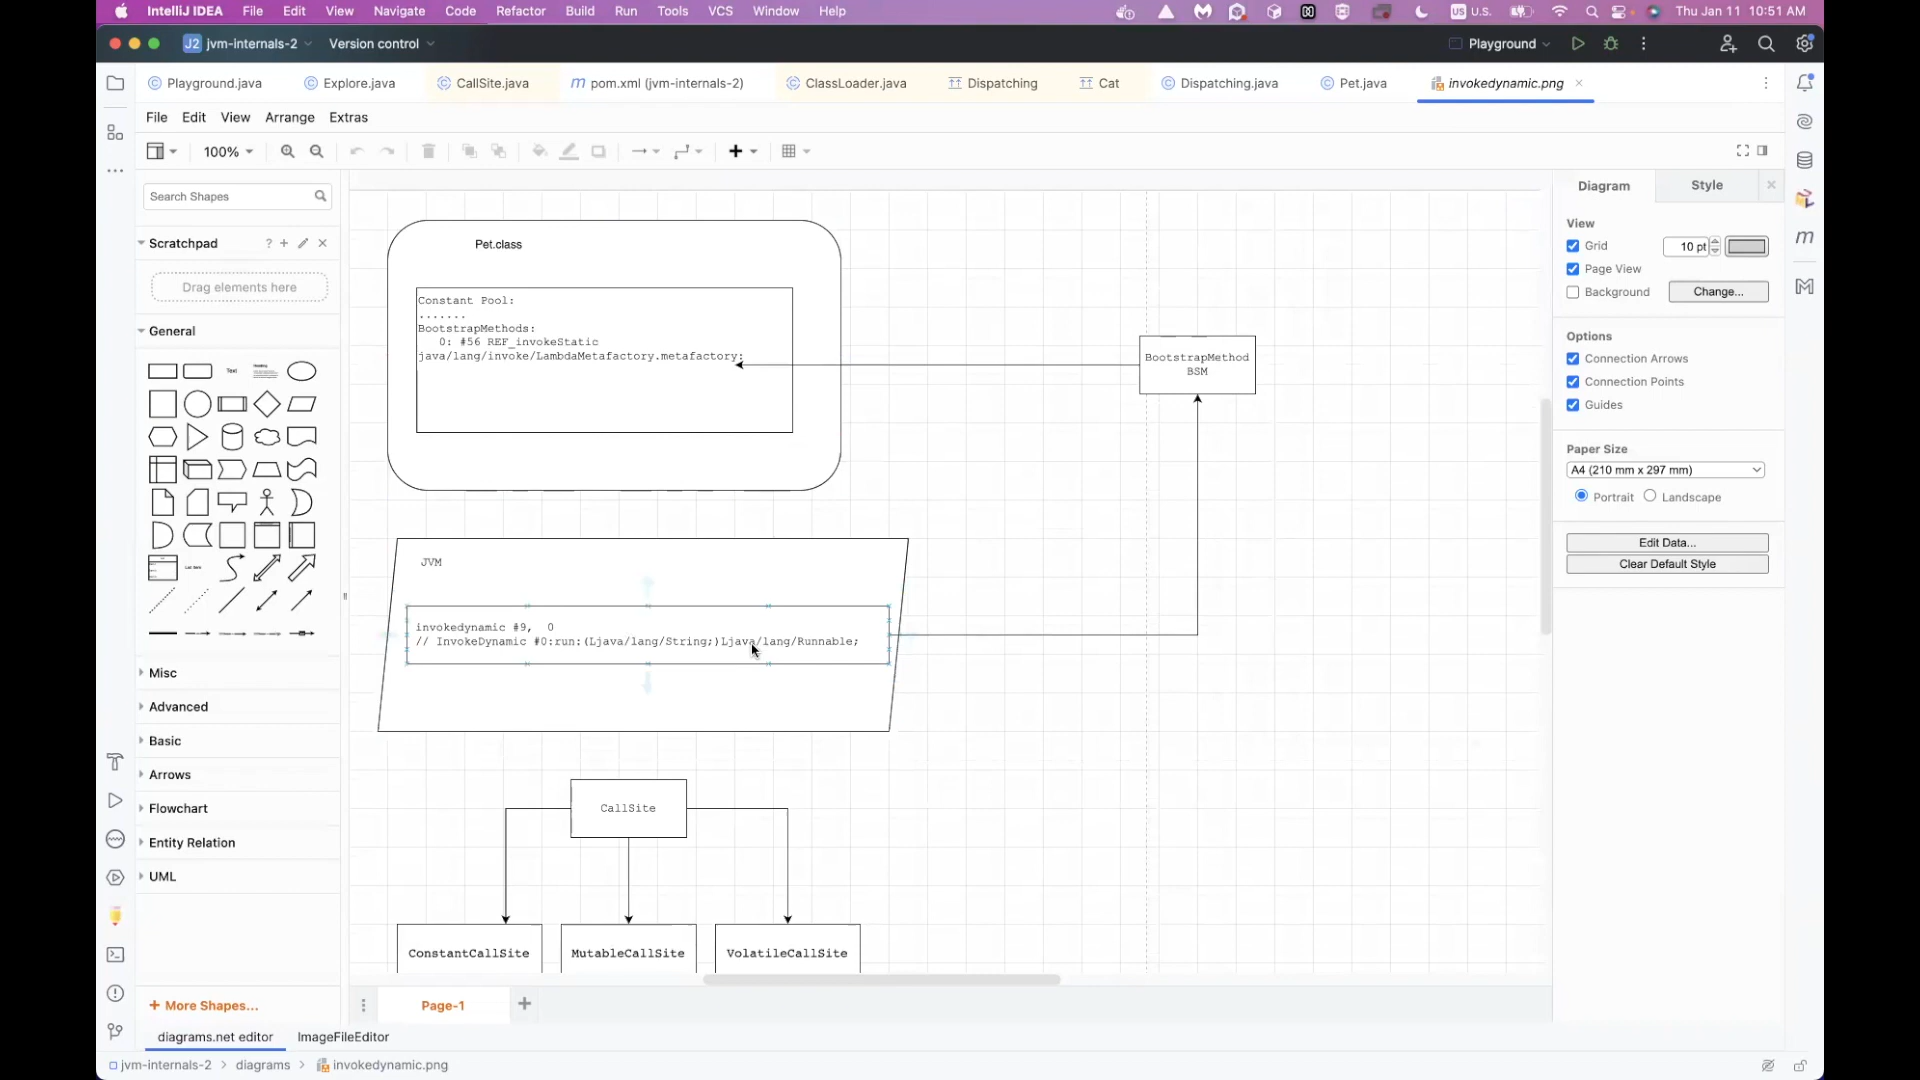 IntelliJ IDEA File Edit View Navigate Code Refactor Build Run Tools VCS Window Help U.S. Thu Jan 11 10:51 AM
J2 jvm-internals-2 Version control Playground
Playground.java Explore.java CallSite.java pom.xml (jvm-internals-2) ClassLoader.java Dispatching Cat Dispatching.java Pet.java invokedynamic.png
File Edit View Arrange Extras
100%
Search Shapes
Scratchpad
Drag elements here
General
Text
Heading
List Item
Misc
Advanced
Basic
Arrows
Flowchart
Entity Relation
UML
+ More Shapes...
Pet.class
Constant Pool:
.......
BootstrapMethods:
0: #56 REF_invokeStatic
java/lang/invoke/LambdaMetafactory.metafactory:
BootstrapMethod
BSM
JVM
invokedynamic #9, 0
// InvokeDynamic #0:run:(Ljava/lang/String;)Ljava/lang/Runnable;
CallSite
ConstantCallSite MutableCallSite VolatileCallSite
Page-1
Diagram Style
View
Grid 10 pt
Page View
Background Change...
Options
Connection Arrows
Connection Points
Guides
Paper Size
A4 (210 mm x 297 mm)
Portrait Landscape
Edit Data...
Clear Default Style
diagrams.net editor ImageFileEditor
jvm-internals-2 > diagrams > invokedynamic.png